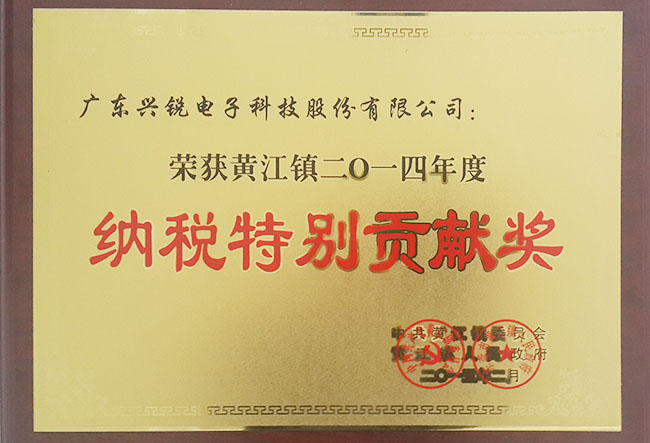 广东兴锐电子科技股份有限公司：
荣获黄江镇二〇一四年度
纳税特别贡献奖
中共黄江镇委员会
黄江镇人民政府
二〇一五年二月